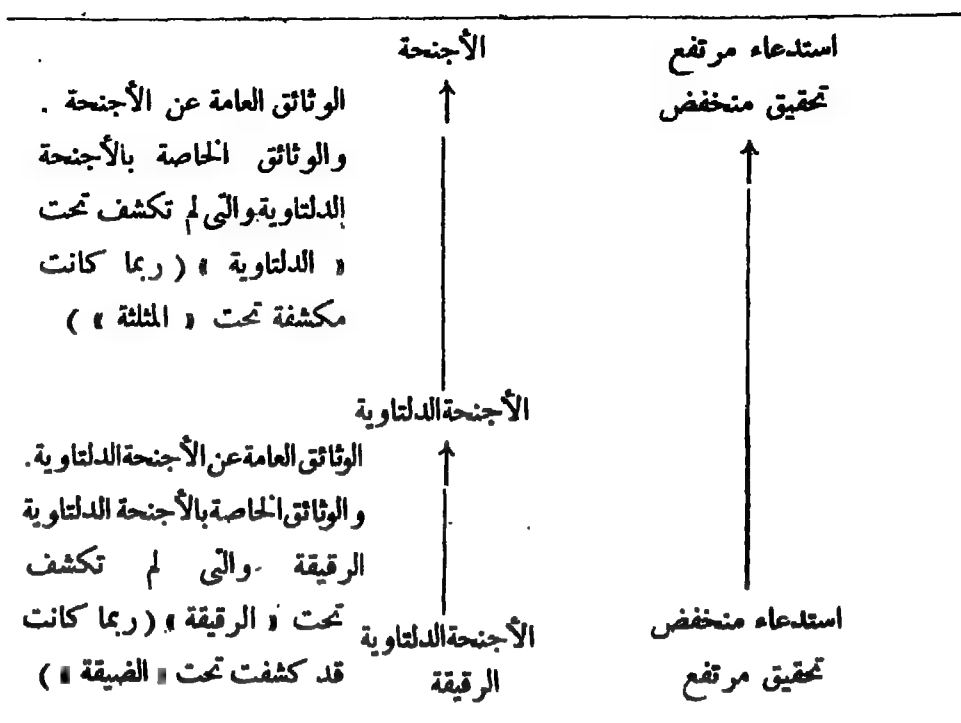 استدعاء مرتفع
تحقيق منخفض
استدعاء منخفض
تحقيق مرتفع
الأجنحة
الأجنحة الدلتاوية
الأجنحة الدلتاوية
الرقيقة
الوثائق العامة عن الأجنحة .
والوثائق الخاصة بالأجنحة
الدلتاوية والتى لم تكشف تحت
« الدلتاوية » ( ربما كانت
مكشفة تحت « المثلثة » )
الوثائق العامة عن الأجنحة الدلتاوية .
والوثائق الخاصة بالأجنحة الدلتاوية
الرقيقة والتى لم تكشف
تحت « الرقيقة » ( ربما كانت
قد كشفت تحت « الضيقة » )